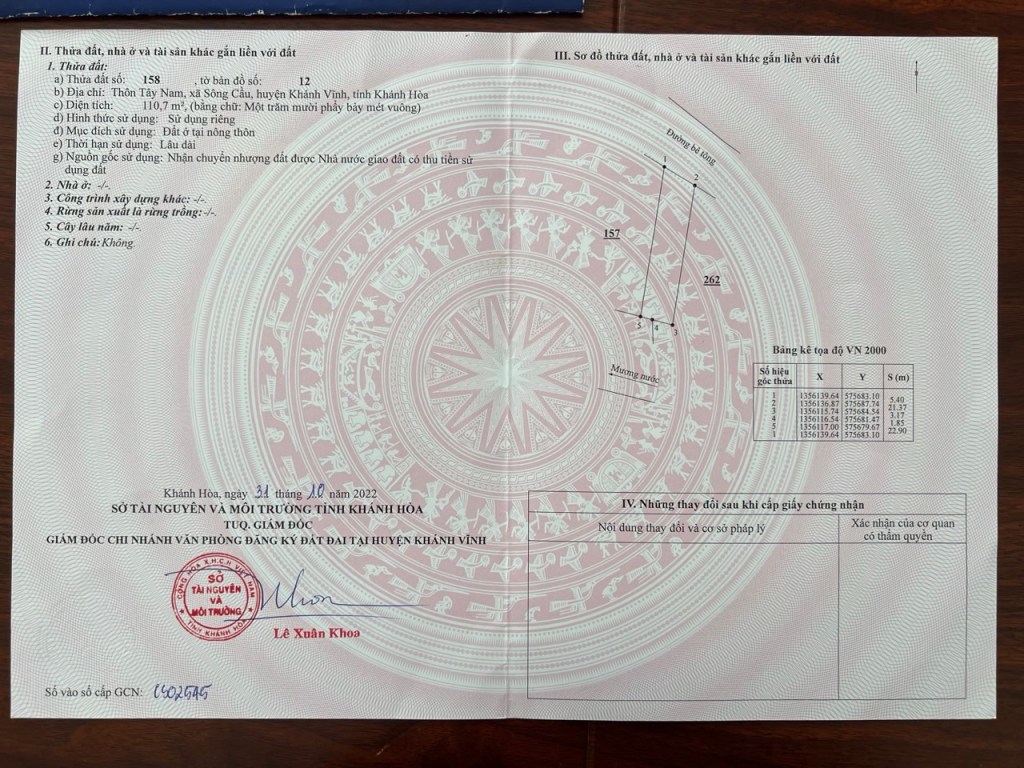 II. Thửa đất, nhà ở và tài sản khác gắn liền với đất
1. Thửa đất:
a) Thửa đất số: 158 , tờ bản đồ số: 12
b) Địa chỉ: Thôn Tây Nam, xã Sông Cầu, huyện Khánh Vĩnh, tỉnh Khánh Hòa
c) Diện tích: 110,7 m², (bằng chữ: Một trăm mười phẩy bảy mét vuông)
d) Hình thức sử dụng: Sử dụng riêng
đ) Mục đích sử dụng: Đất ở tại nông thôn
e) Thời hạn sử dụng: Lâu dài
g) Nguồn gốc sử dụng: Nhận chuyển nhượng đất được Nhà nước giao đất có thu tiền sử
dụng đất
2. Nhà ở: -/-.
3. Công trình xây dựng khác: -/-.
4. Rừng sản xuất là rừng trồng: -/-.
5. Cây lâu năm: -/-.
6. Ghi chú: Không.
Khánh Hòa, ngày 31 tháng 10 năm 2022
SỞ TÀI NGUYÊN VÀ MÔI TRƯỜNG TỈNH KHÁNH HÒA
TUQ. GIÁM ĐỐC
GIÁM ĐỐC CHI NHÁNH VĂN PHÒNG ĐĂNG KÝ ĐẤT ĐAI TẠI HUYỆN KHÁNH VĨNH
CỘNG HÒA X.H.C.N VIỆT NAM
SỞ
TÀI NGUYÊN
VÀ
MÔI TRƯỜNG
TỈNH KHÁNH HÒA
Lê Xuân Khoa
Số vào sổ cấp GCN:
III. Sơ đồ thửa đất, nhà ở và tài sản khác gắn liền với đất
Đường bê tông
1
2
157
262
5
4
3
Mương nước
Bảng kê tọa độ VN 2000
Số hiệu góc thửa X Y S (m)
1 1356139.64 575683.10
5.40
2 1356136.87 575687.74
21.37
3 1356115.74 575684.54
3.17
4 1356116.54 575681.47
1.85
5 1356117.00 575679.67
22.90
1 1356139.64 575683.10
IV. Những thay đổi sau khi cấp giấy chứng nhận
Nội dung thay đổi và cơ sở pháp lý
Xác nhận của cơ quan
có thẩm quyền